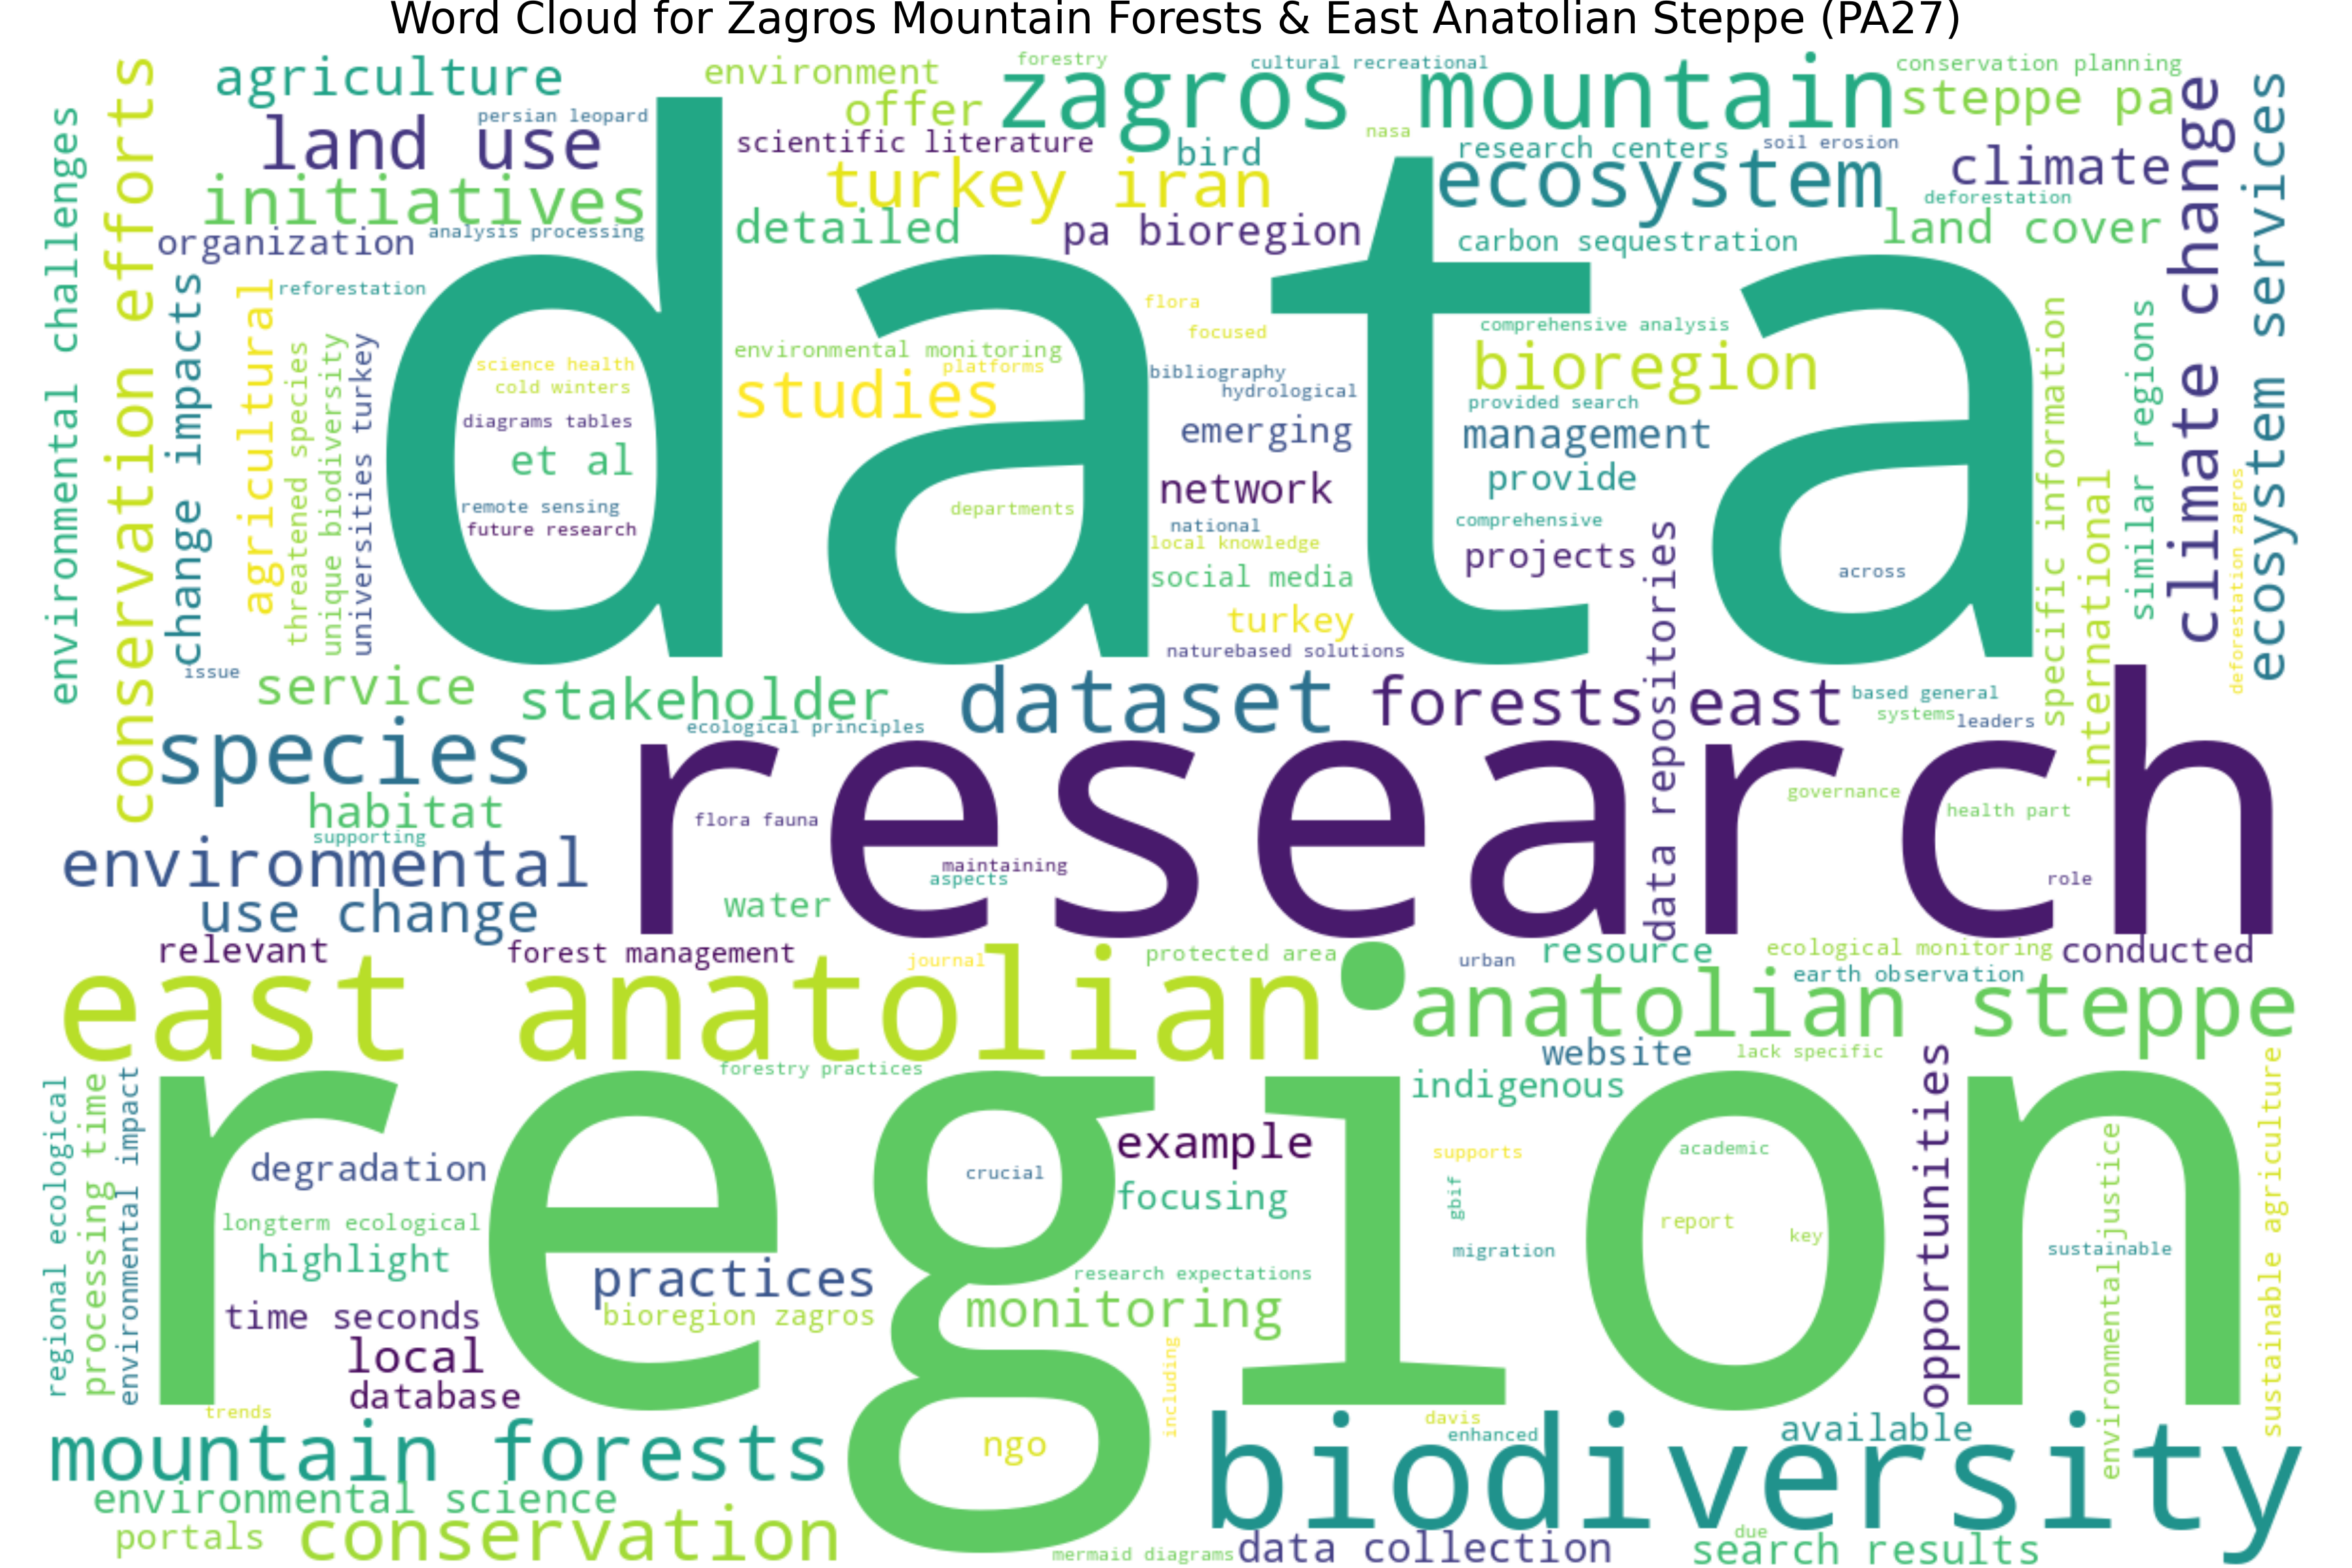 Word Cloud for Zagros Mountain Forests & East Anatolian Steppe (PA27)
agriculture
environment
forestry
cultural recreational
conservation planning
offer
zagros mountain
steppe pa
persian leopard
land use
scientific literature
nasa
bird
research centers
soil erosion
climate
initiatives
turkey iran
ecosystem
deforestation
organization
analysis processing
detailed
pa bioregion
carbon sequestration
land cover
environmental challenges
conservation efforts
change impacts
agricultural
reforestation
threatened species
unique biodiversity
universities turkey
data
science health
cold winters
diagrams tables
et al
remote sensing
future research
environmental monitoring
platforms
studies
departments
flora
focused
bibliography
hydrological
emerging
network
national
local knowledge
social media
turkey
naturebased solutions
comprehensive analysis
bioregion
provided search
management
provide
comprehensive
projects
data repositories
across
specific information
international
similar regions
climate change
deforestation zagros
ecosystem services
issue
service
stakeholder
dataset
forests east
based general
systems
leaders
ecological principles
species
habitat
supporting
environmental
use change
research
flora fauna
maintaining
aspects
water
governance
health part
role
relevant
forest management
journal
protected area
urban
resource
ecological monitoring
conducted
earth observation
east anatolian
anatolian steppe
forestry practices
website
lack specific
indigenous
regional ecological
processing time
environmental impact
region
degradation
longterm ecological
highlight
time seconds
local
database
practices
bioregion zagros
crucial
example
focusing
research expectations
monitoring
including
supports
gbif
migration
academic
report
key
opportunities
sustainable
environmental justice
sustainable agriculture
trends
mountain forests
ngo
davis
enhanced
available
biodiversity
environmental science
portals
conservation
mermaid diagrams
data collection
due
search results